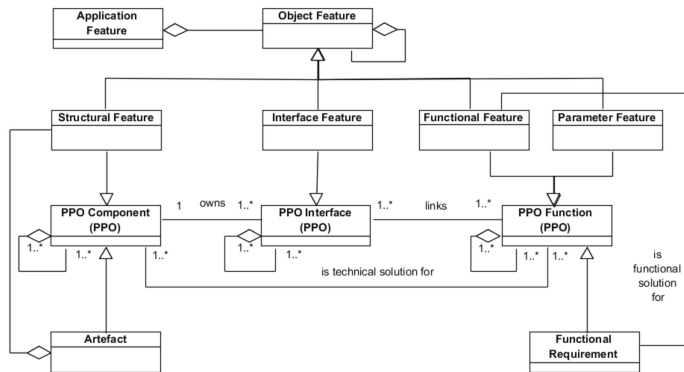 Application
Feature
Object Feature
Structural Feature
Interface Feature
Functional Feature
Parameter Feature
PPO Component
(PPO)
1
owns
1..*
PPO Interface
(PPO)
1..*
links
1..*
PPO Function
(PPO)
1..*
1..*
1..*
1..*
1..*
1..*
1..*
1..*
is technical solution for
is
functional
solution
for
Artefact
Functional
Requirement